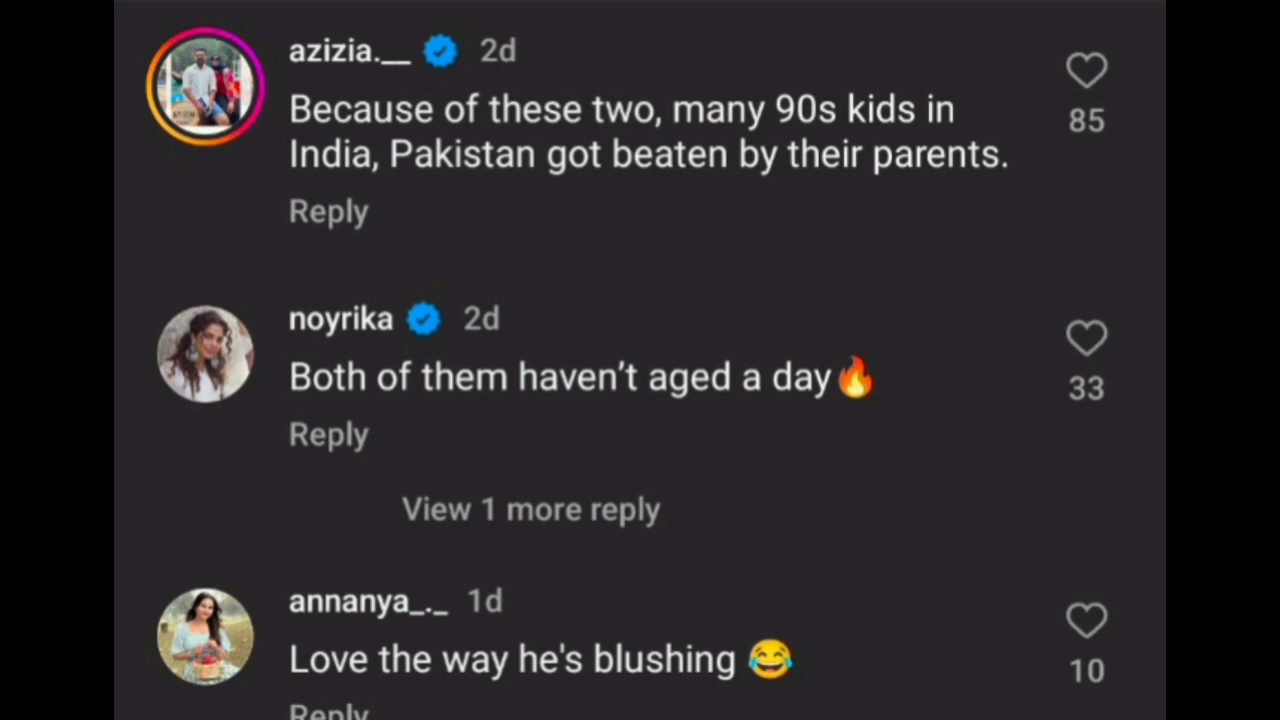 azizia.__ 2d
Because of these two, many 90s kids in
India, Pakistan got beaten by their parents.
85
Reply
noyrika 2d
Both of them haven’t aged a day🔥
33
Reply
View 1 more reply
annanya_._ 1d
Love the way he's blushing 😂
10
Reply